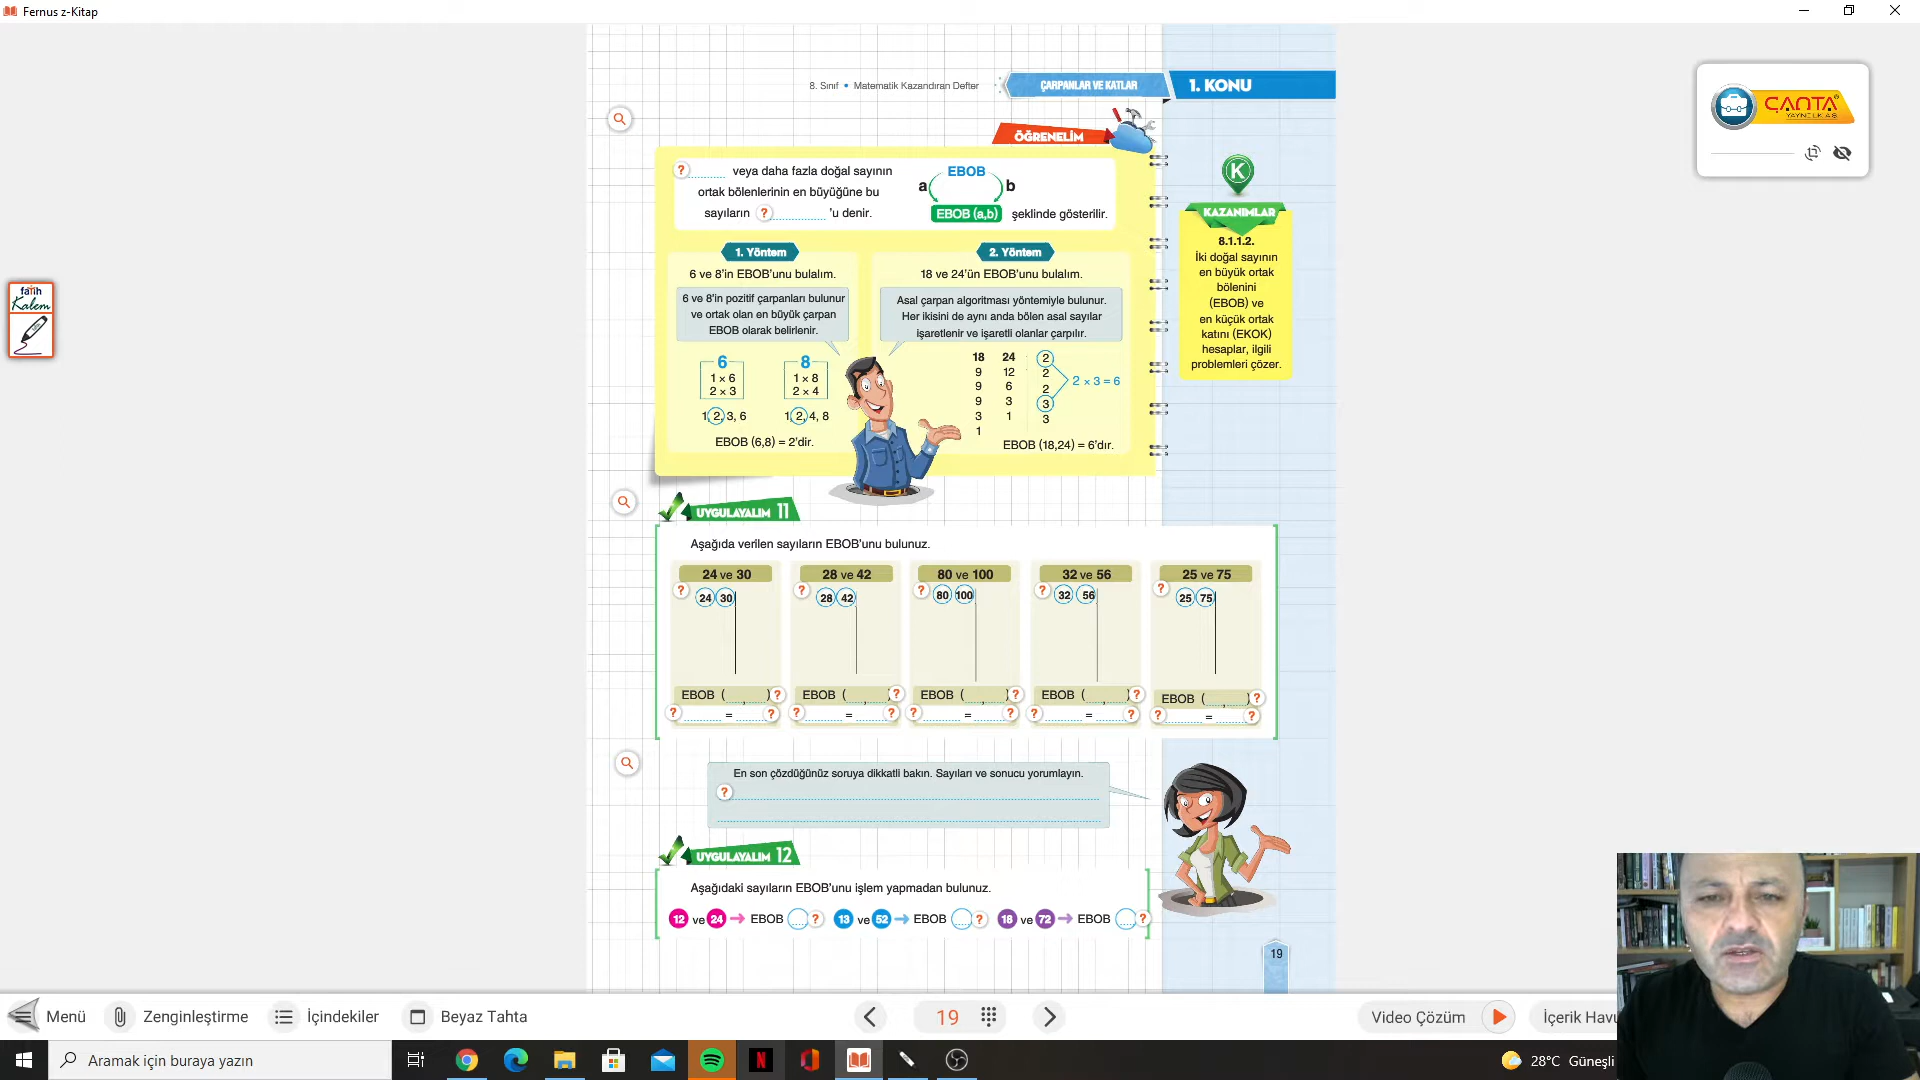 Fernus z-Kitap
8. Sınıf • Matematik Kazandıran Defter
ÇARPANLAR VE KATLAR
1. KONU
ÇANTA
YAYINCILIK A.Ş.
ÖĞRENELİM
? veya daha fazla doğal sayının
ortak bölenlerinin en büyüğüne bu
sayıların ? 'u denir.
EBOB
a b
EBOB (a,b) şeklinde gösterilir.
1. Yöntem
6 ve 8'in EBOB'unu bulalım.
6 ve 8'in pozitif çarpanları bulunur
ve ortak olan en büyük çarpan
EBOB olarak belirlenir.
6 8
1 × 6 1 × 8
2 × 3 2 × 4
1, 2, 3, 6 1, 2, 4, 8
EBOB (6,8) = 2'dir.
2. Yöntem
18 ve 24'ün EBOB'unu bulalım.
Asal çarpan algoritması yöntemiyle bulunur.
Her ikisini de aynı anda bölen asal sayılar
işaretlenir ve işaretli olanlar çarpılır.
18 24 2
9 12 2
9 6 2
9 3 3
3 1 3
1
2 × 3 = 6
EBOB (18,24) = 6'dır.
K
KAZANIMLAR
8.1.1.2.
İki doğal sayının
en büyük ortak
bölenini
(EBOB) ve
en küçük ortak
katını (EKOK)
hesaplar, ilgili
problemleri çözer.
fatih
Kalem
UYGULAYALIM 11
Aşağıda verilen sayıların EBOB'unu bulunuz.
24 ve 30 28 ve 42 80 ve 100 32 ve 56 25 ve 75
? 24 30 ? 28 42 ? 80 100 ? 32 56 ? 25 75
EBOB ( , ) ? EBOB ( , ) ? EBOB ( , ) ? EBOB ( , ) ? EBOB ( , ) ?
? = ? ? = ? ? = ? ? = ? ? = ?
En son çözdüğünüz soruya dikkatli bakın. Sayıları ve sonucu yorumlayın.
?
UYGULAYALIM 12
Aşağıdaki sayıların EBOB'unu işlem yapmadan bulunuz.
12 ve 24 → EBOB ? 13 ve 52 → EBOB ? 18 ve 72 → EBOB ?
19
Menü Zenginleştirme İçindekiler Beyaz Tahta 19 Video Çözüm İçerik Havu
Aramak için buraya yazın
28°C Güneşli